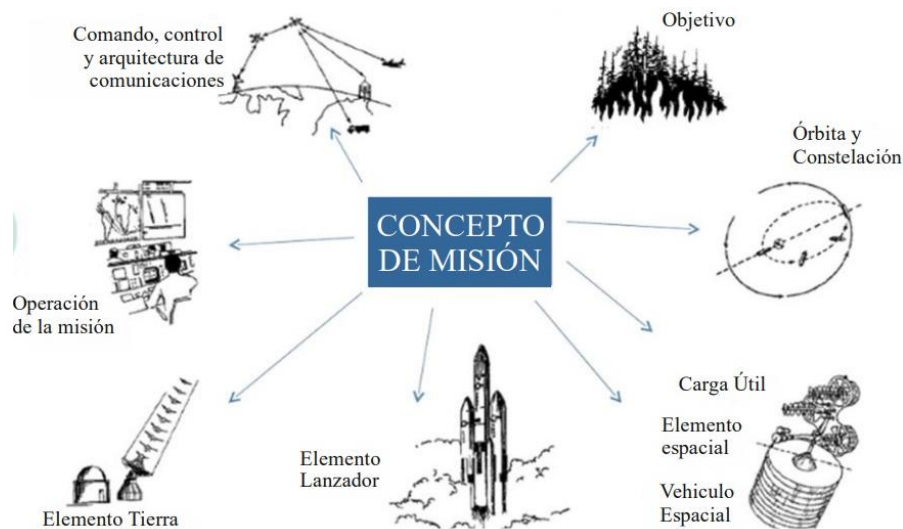 Comando, control
y arquitectura de
comunicaciones
Objetivo
Órbita y
Constelación
CONCEPTO
DE MISIÓN
Operación
de la misión
Carga Útil
Elemento
espacial
Vehiculo
Espacial
Elemento
Lanzador
Elemento Tierra